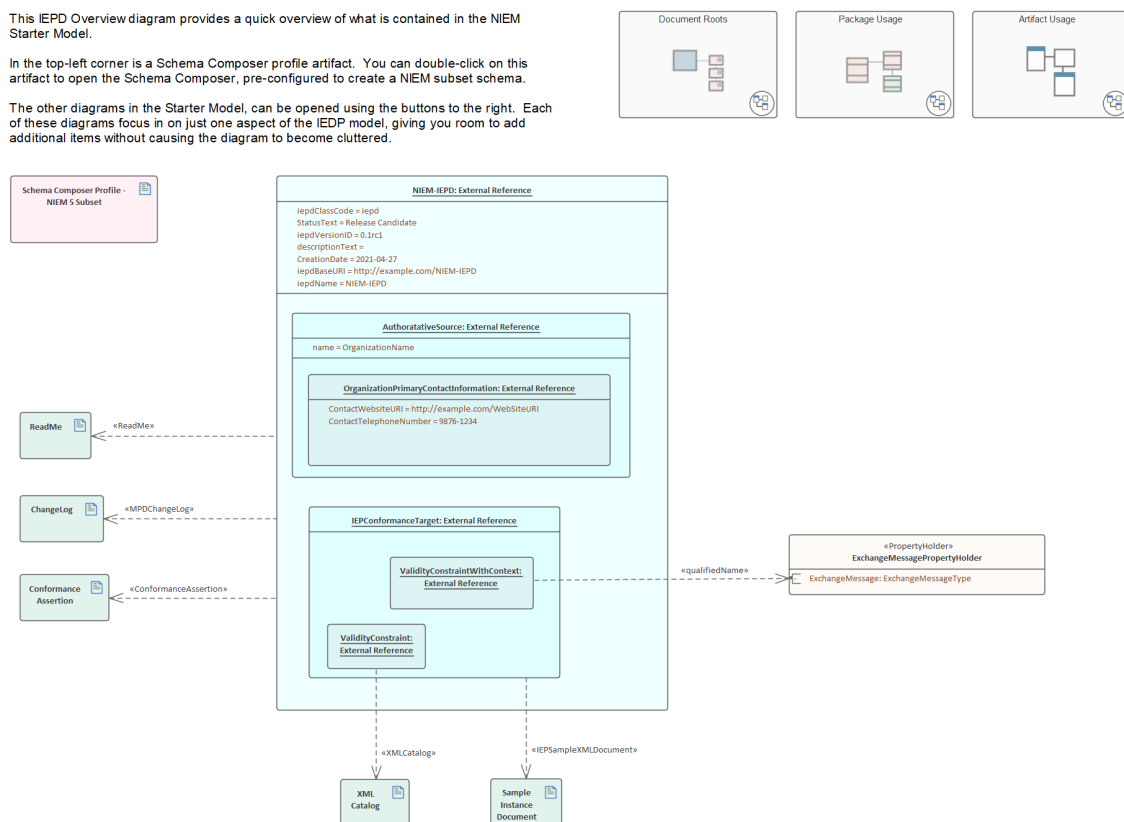 This IEPD Overview diagram provides a quick overview of what is contained in the NIEM
Starter Model.
In the top-left corner is a Schema Composer profile artifact. You can double-click on this
artifact to open the Schema Composer, pre-configured to create a NIEM subset schema.
The other diagrams in the Starter Model, can be opened using the buttons to the right. Each
of these diagrams focus in on just one aspect of the IEDP model, giving you room to add
additional items without causing the diagram to become cluttered.
Document Roots
Package Usage
Artifact Usage
Schema Composer Profile -
NIEM 5 Subset
NIEM-IEPD: External Reference
iepdClassCode = iepd
StatusText = Release Candidate
iepdVersionID = 0.1rc1
descriptionText =
CreationDate = 2021-04-27
iepdBaseURI = http://example.com/NIEM-IEPD
iepdName = NIEM-IEPD
AuthoratativeSource: External Reference
name = OrganizationName
OrganizationPrimaryContactInformation: External Reference
ContactWebsiteURI = http://example.com/WebSiteURI
ContactTelephoneNumber = 9876-1234
ReadMe
«ReadMe»
ChangeLog
«MPDChangeLog»
IEPConformanceTarget: External Reference
Conformance
Assertion
«ConformanceAssertion»
ValidityConstraintWithContext:
External Reference
«qualifiedName»
«PropertyHolder»
ExchangeMessagePropertyHolder
ExchangeMessage: ExchangeMessageType
ValidityConstraint:
External Reference
«XMLCatalog»
«IEPSampleXMLDocument»
XML
Catalog
Sample
Instance
Document